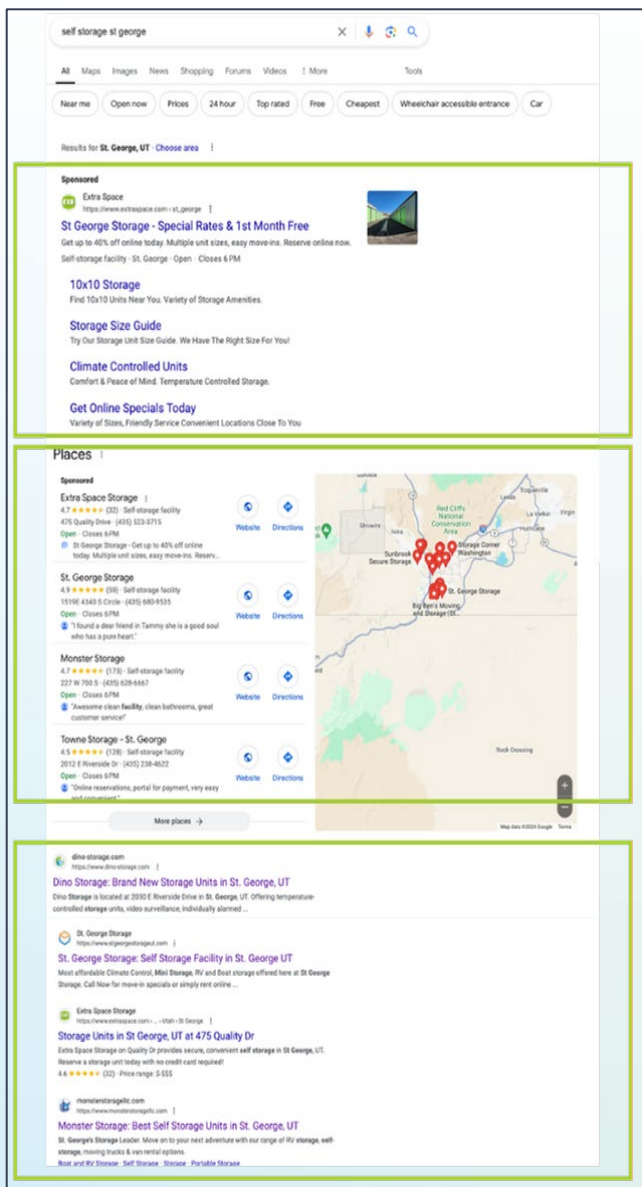 self storage st george
All Maps Images News Shopping Forums Videos ⋮ More Tools
Near me Open now Prices 24 hour Top rated Free Cheapest Wheelchair accessible entrance Car
Results for St. George, UT · Choose area ⋮
Sponsored
Extra Space
https://www.extraspace.com › st_george ⋮
St George Storage - Special Rates & 1st Month Free
Get up to 40% off online today. Multiple unit sizes, easy move-ins. Reserve online now.
Self-storage facility · St. George · Open · Closes 6 PM
10x10 Storage
Find 10x10 Units Near You. Variety of Storage Amenities.
Storage Size Guide
Try Our Storage Unit Size Guide. We Have The Right Size For You!
Climate Controlled Units
Comfort & Peace of Mind. Temperature Controlled Storage.
Get Online Specials Today
Variety of Sizes, Friendly Service Convenient Locations Close To You
Places ⋮
Sponsored
Extra Space Storage ⋮
4.7 ★★★★★ (32) · Self-storage facility
475 Quality Drive · (435) 523-3715
Open · Closes 6 PM
St George Storage - Get up to 40% off online
today. Multiple unit sizes, easy move-ins. Reserv...
Website Directions
St. George Storage
4.9 ★★★★★ (59) · Self-storage facility
1519E 4340 S Circle · (435) 680-9535
Open · Closes 6 PM
"I found a dear friend in Tammy she is a good soul
who has a pure heart."
Website Directions
Monster Storage
4.7 ★★★★★ (173) · Self-storage facility
227 W 700 S · (435) 628-6667
Open · Closes 6 PM
"Awesome clean facility, clean bathrooms, great
customer service!"
Website Directions
Towne Storage - St. George
4.5 ★★★★★ (128) · Self-storage facility
2012 E Riverside Dr · (435) 238-4622
Open · Closes 6 PM
"Online reservations, portal for payment, very easy
and convenient"
Website Directions
More places →
Toquerville
Leeds
La Verkin
Virgin
Red Cliffs
National
Conservation
Area
Shivwits
Ivins
Hurricane
Storage Corner
Washington
Sunbrook
Secure Storage
St. George Storage
Big Ben's Moving
and Storage (St...
Rock Crossing
Map data ©2024 Google Terms
dino-storage.com
https://www.dino-storage.com ⋮
Dino Storage: Brand New Storage Units in St. George, UT
Dino Storage is located at 2030 E Riverside Drive in St. George, UT. Offering temperature-
controlled storage units, video surveillance, individually alarmed ...
St. George Storage
https://www.stgeorgestorageut.com ⋮
St. George Storage: Self Storage Facility in St. George UT
Most affordable Climate Control, Mini Storage, RV and Boat storage offered here at St George
Storage. Call Now for move-in specials or simply rent online ...
Extra Space Storage
https://www.extraspace.com › ... › Utah › St George ⋮
Storage Units in St George, UT at 475 Quality Dr
Extra Space Storage on Quality Dr provides secure, convenient self storage in St George, UT.
Reserve a storage unit today with no credit card required!
4.6 ★★★★★ (32) · Price range: $-$$$
monsterstoragellc.com
https://www.monsterstoragellc.com ⋮
Monster Storage: Best Self Storage Units in St. George, UT
St. George's Storage Leader. Move on to your next adventure with our range of RV storage, self-
storage, moving trucks & van rental options.
Boat and RV Storage · Self Storage · Storage · Portable Storage